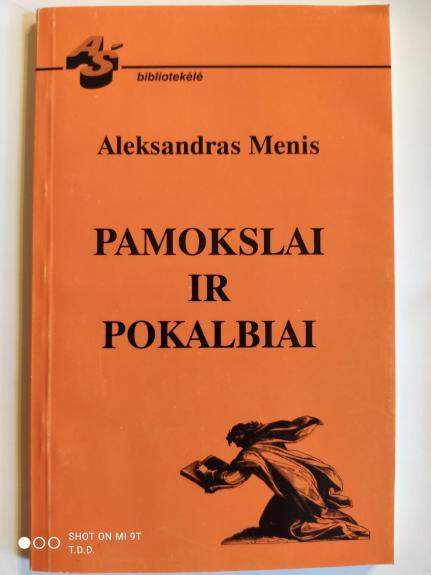 AŠ
bibliotekėlė
Aleksandras Menis
PAMOKSLAI
IR
POKALBIAI
SHOT ON MI 9T
T.D.D.